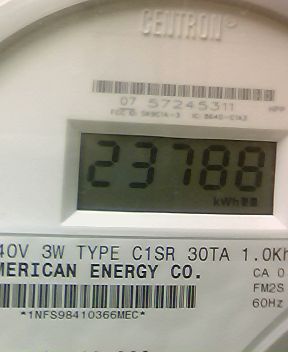 CENTRON
07 57245311
23788
kWh
40V 3W TYPE C1SR 30TA 1.0Kh
MERICAN ENERGY CO.
CA 0
FM2S
60Hz
*1NFS98410366MEC*